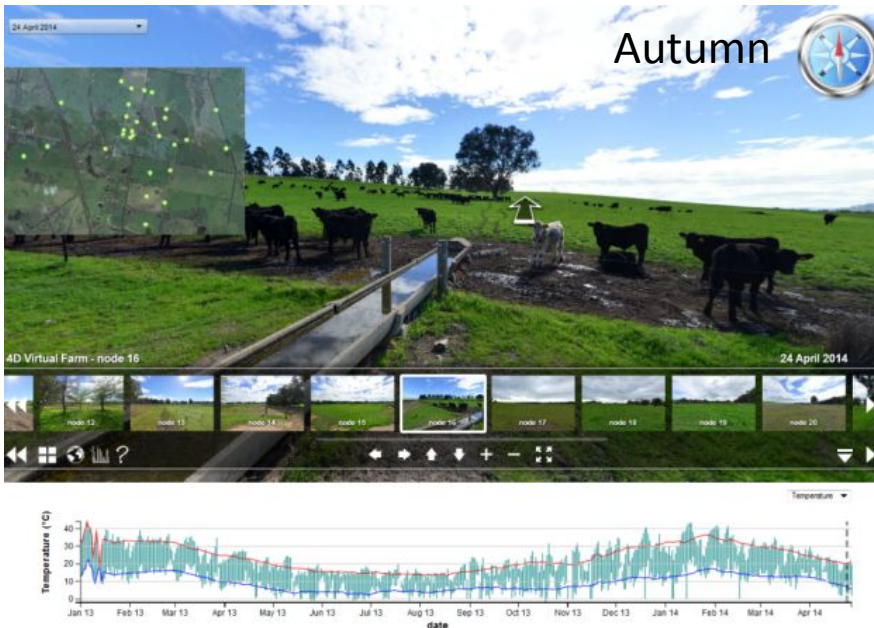 24 April 2014
Autumn
4D Virtual Farm - node 16
24 April 2014
node 12
node 13
node 14
node 15
node 16
node 17
node 18
node 19
node 20
?
Temperature
Temperature (°C)
40
30
20
10
0
Jan 13 Feb 13 Mar 13 Apr 13 May 13 Jun 13 Jul 13 Aug 13 Sep 13 Oct 13 Nov 13 Dec 13 Jan 14 Feb 14 Mar 14 Apr 14
date